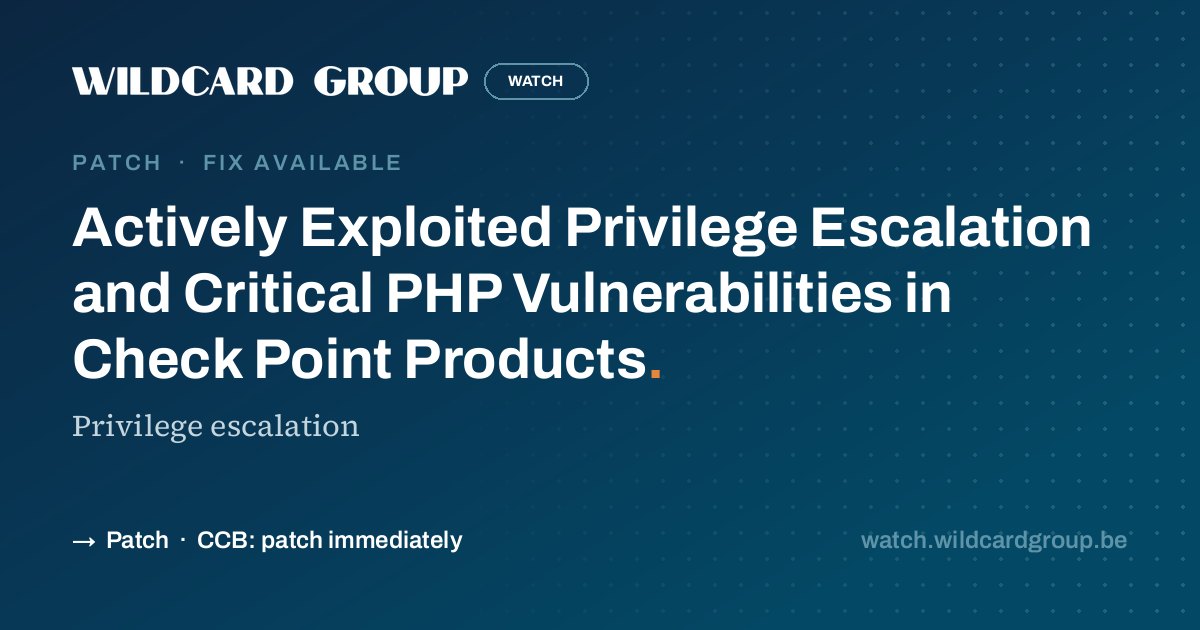 WILDCARD GROUP WATCH
PATCH · FIX AVAILABLE
Actively Exploited Privilege Escalation
and Critical PHP Vulnerabilities in
Check Point Products.
Privilege escalation
→ Patch · CCB: patch immediately
watch.wildcardgroup.be